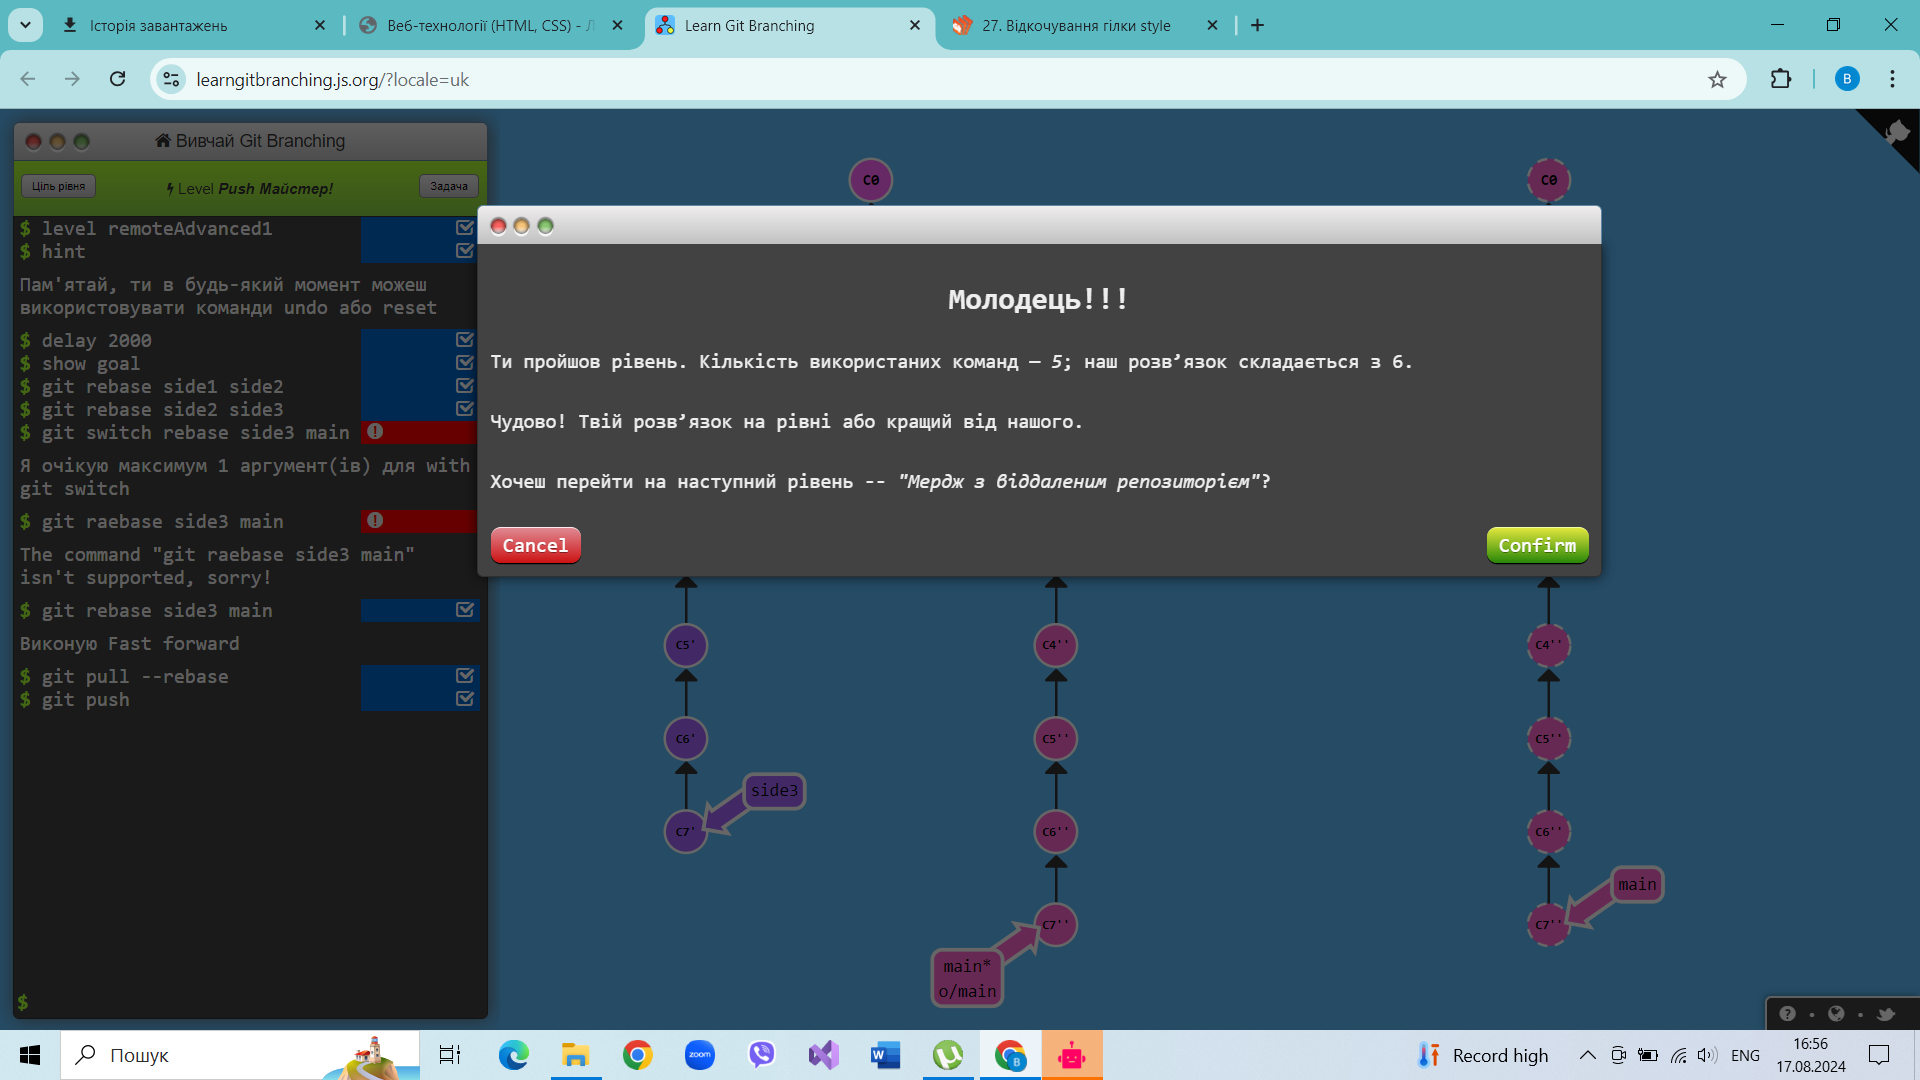 Історія завантажень
Веб-технології (HTML, CSS) - Л
Learn Git Branching
27. Відкочування гілки style
learngitbranching.js.org/?locale=uk
B
Вивчай Git Branching
Ціль рівня
Level Push Майстер!
Задача
$ level remoteAdvanced1
$ hint
Пам'ятай, ти в будь-який момент можеш
використовувати команди undo або reset
$ delay 2000
$ show goal
$ git rebase side1 side2
$ git rebase side2 side3
$ git switch rebase side3 main
Я очікую максимум 1 аргумент(ів) для with
git switch
$ git raebase side3 main
The command "git raebase side3 main"
isn't supported, sorry!
$ git rebase side3 main
Виконую Fast forward
$ git pull --rebase
$ git push
$
C0
C0
Молодець!!!
Ти пройшов рівень. Кількість використаних команд – 5; наш розв’язок складається з 6.
Чудово! Твій розв’язок на рівні або кращий від нашого.
Хочеш перейти на наступний рівень -- "Мердж з віддаленим репозиторієм"?
Cancel
Confirm
C5'
C4''
C4''
C6'
C5''
C5''
side3
C7'
C6''
C6''
main
C7''
C7''
main*
o/main
Пошук
zoom
W
B
Record high
ENG
16:56
17.08.2024